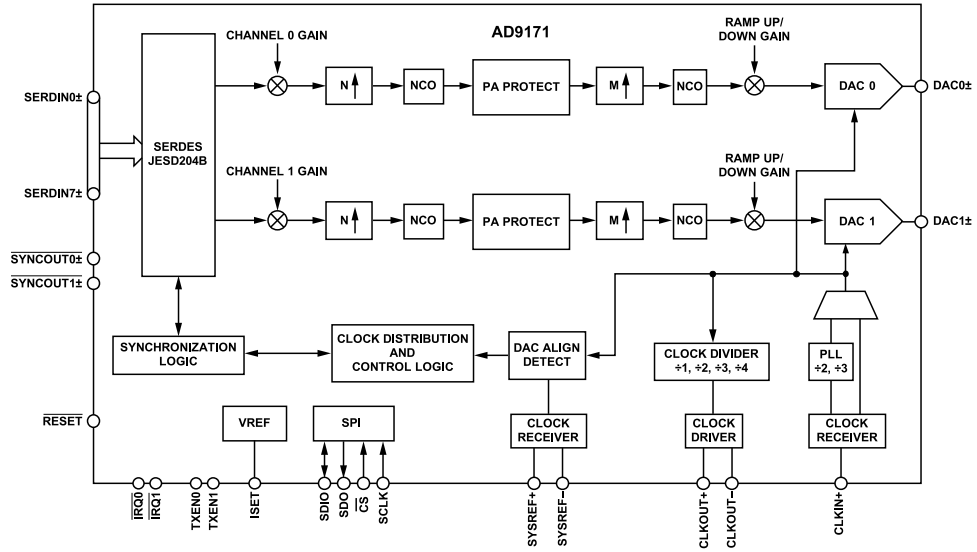 AD9171
CHANNEL 0 GAIN
RAMP UP/
DOWN GAIN
SERDIN0±
SERDES
JESD204B
N
NCO
PA PROTECT
M
NCO
DAC 0
DAC0±
SERDIN7±
CHANNEL 1 GAIN
RAMP UP/
DOWN GAIN
N
NCO
PA PROTECT
M
NCO
DAC 1
DAC1±
SYNCOUT0±
SYNCOUT1±
SYNCHRONIZATION
LOGIC
CLOCK DISTRIBUTION
AND
CONTROL LOGIC
DAC ALIGN
DETECT
CLOCK DIVIDER
÷1, ÷2, ÷3, ÷4
PLL
÷2, ÷3
RESET
VREF
SPI
CLOCK
RECEIVER
CLOCK
DRIVER
CLOCK
RECEIVER
IRQ0
IRQ1
TXEN0
TXEN1
ISET
SDIO
SDO
CS
SCLK
SYSREF+
SYSREF–
CLKOUT+
CLKOUT–
CLKIN+